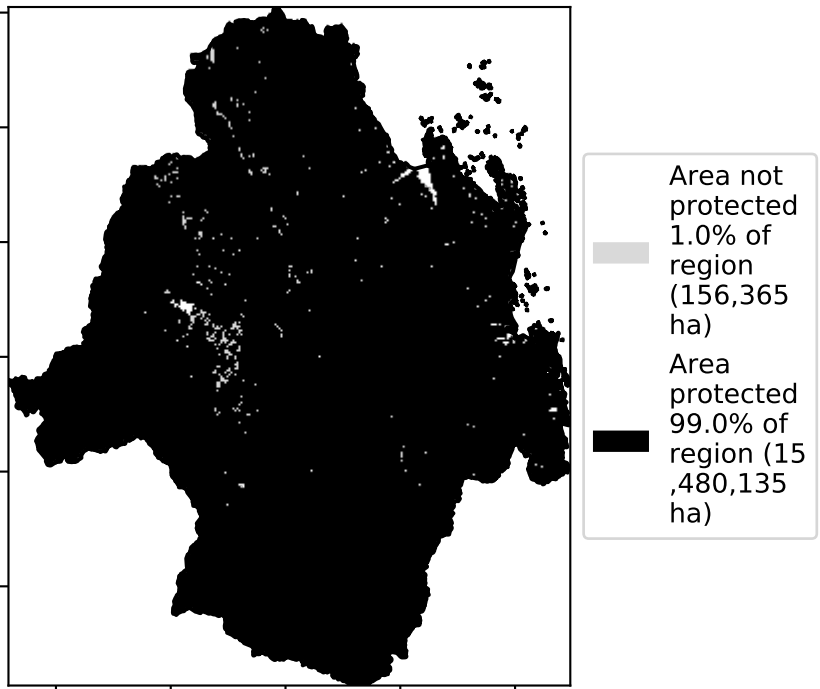 Area not
protected
1.0% of
region
(156,365
ha)
Area
protected
99.0% of
region (15
,480,135
ha)